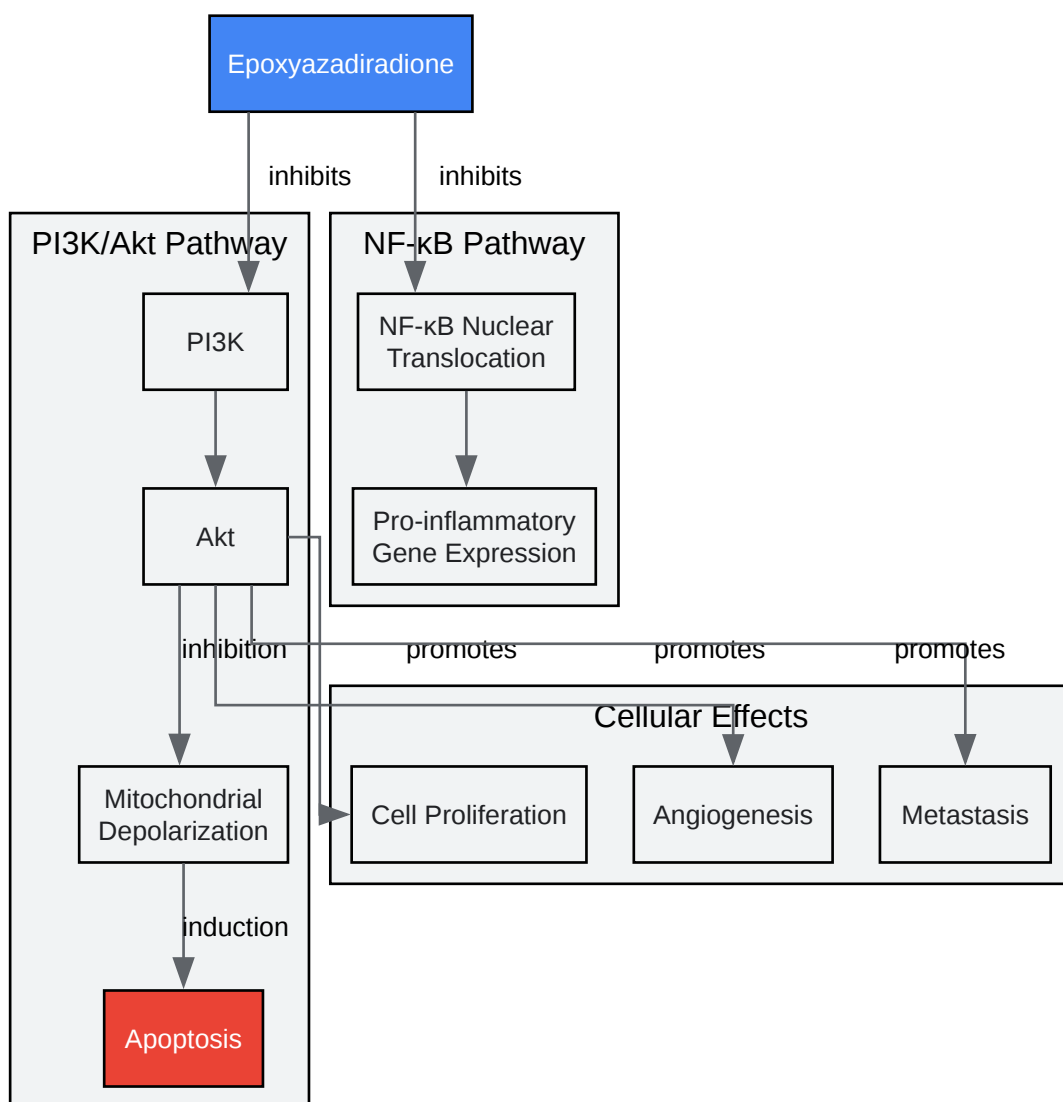 Epoxyazadiradione
inhibits
inhibits
PI3K/Akt Pathway
NF-κB Pathway
PI3K
NF-κB Nuclear
Translocation
Akt
Pro-inflammatory
Gene Expression
inhibition
promotes
promotes
promotes
Cellular Effects
Mitochondrial
Depolarization
Cell Proliferation
Angiogenesis
Metastasis
induction
Apoptosis